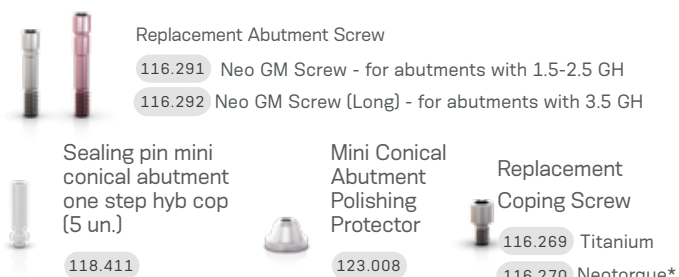 Replacement Abutment Screw
116.291 Neo GM Screw - for abutments with 1.5-2.5 GH
116.292 Neo GM Screw (Long) - for abutments with 3.5 GH
Sealing pin mini
conical abutment
one step hyb cop
(5 un.)
118.411
Mini Conical
Abutment
Polishing
Protector
123.008
Replacement
Coping Screw
116.269 Titanium
116.270 Neotorque*